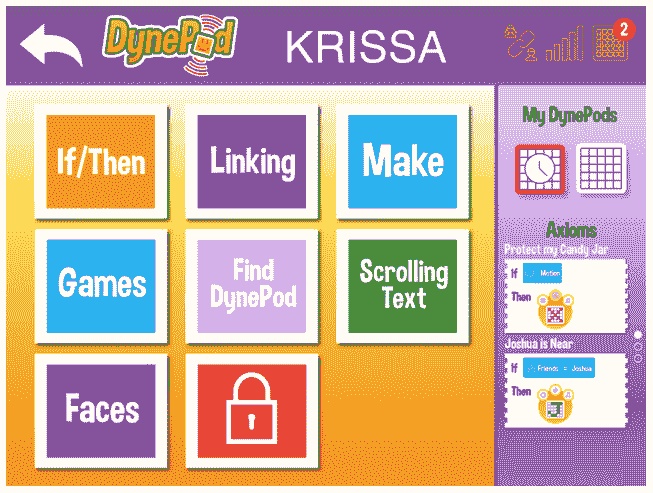 DynePod
KRISSA
2
If/Then
Linking
Make
Games
Find
DynePod
Scrolling
Text
Faces
My DynePods
Axioms
Protect my Candy Jar
If Motion
Then
Joshua is Near
If Friends = Joshua
Then
J